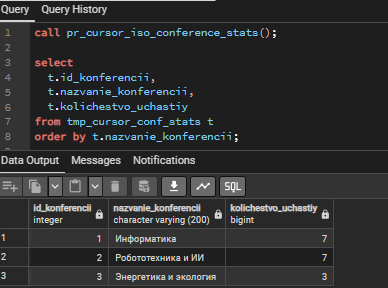 Query Query History
1 call pr_cursor_iso_conference_stats();
2
3 select
4 t.id_konferencii,
5 t.nazvanie_konferencii,
6 t.kolichestvo_uchastiy
7 from tmp_cursor_conf_stats t
8 order by t.nazvanie_konferencii;
Data Output Messages Notifications
SQL
id_konferencii nazvanie_konferencii kolichestvo_uchastiy
integer character varying (200) bigint
1 1 Информатика 7
2 2 Робототехника и ИИ 7
3 3 Энергетика и экология 3